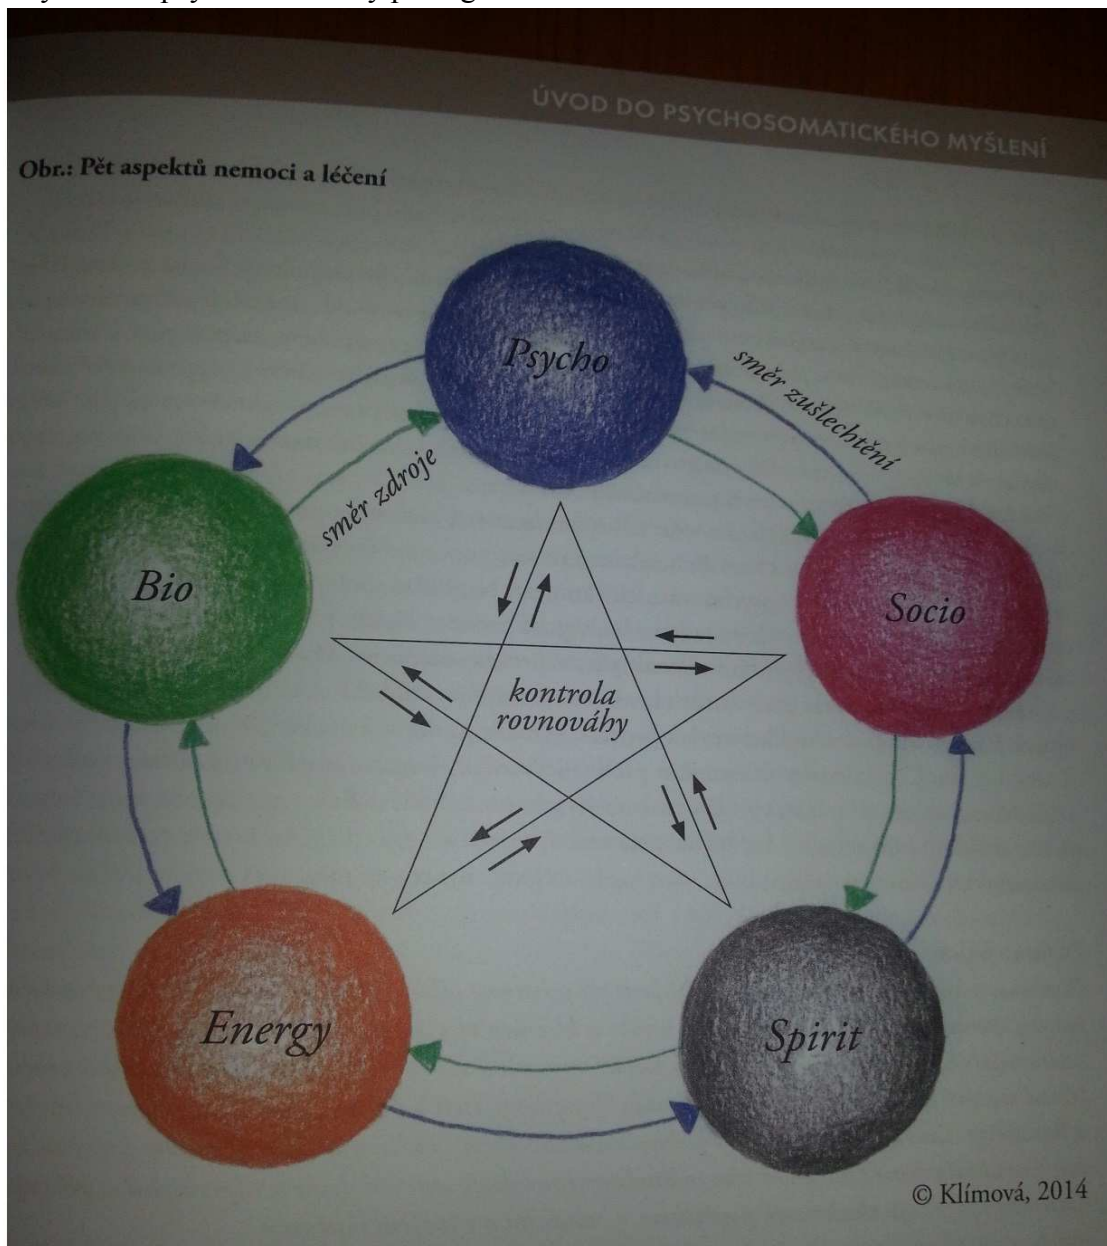 ÚVOD DO PSYCHOSOMATICKÉHO MYŠLENÍ
Obr.: Pět aspektů nemoci a léčení
Psycho
směr zušlechtění
směr zdroje
Bio
Socio
kontrola
rovnováhy
Energy
Spirit
© Klímová, 2014